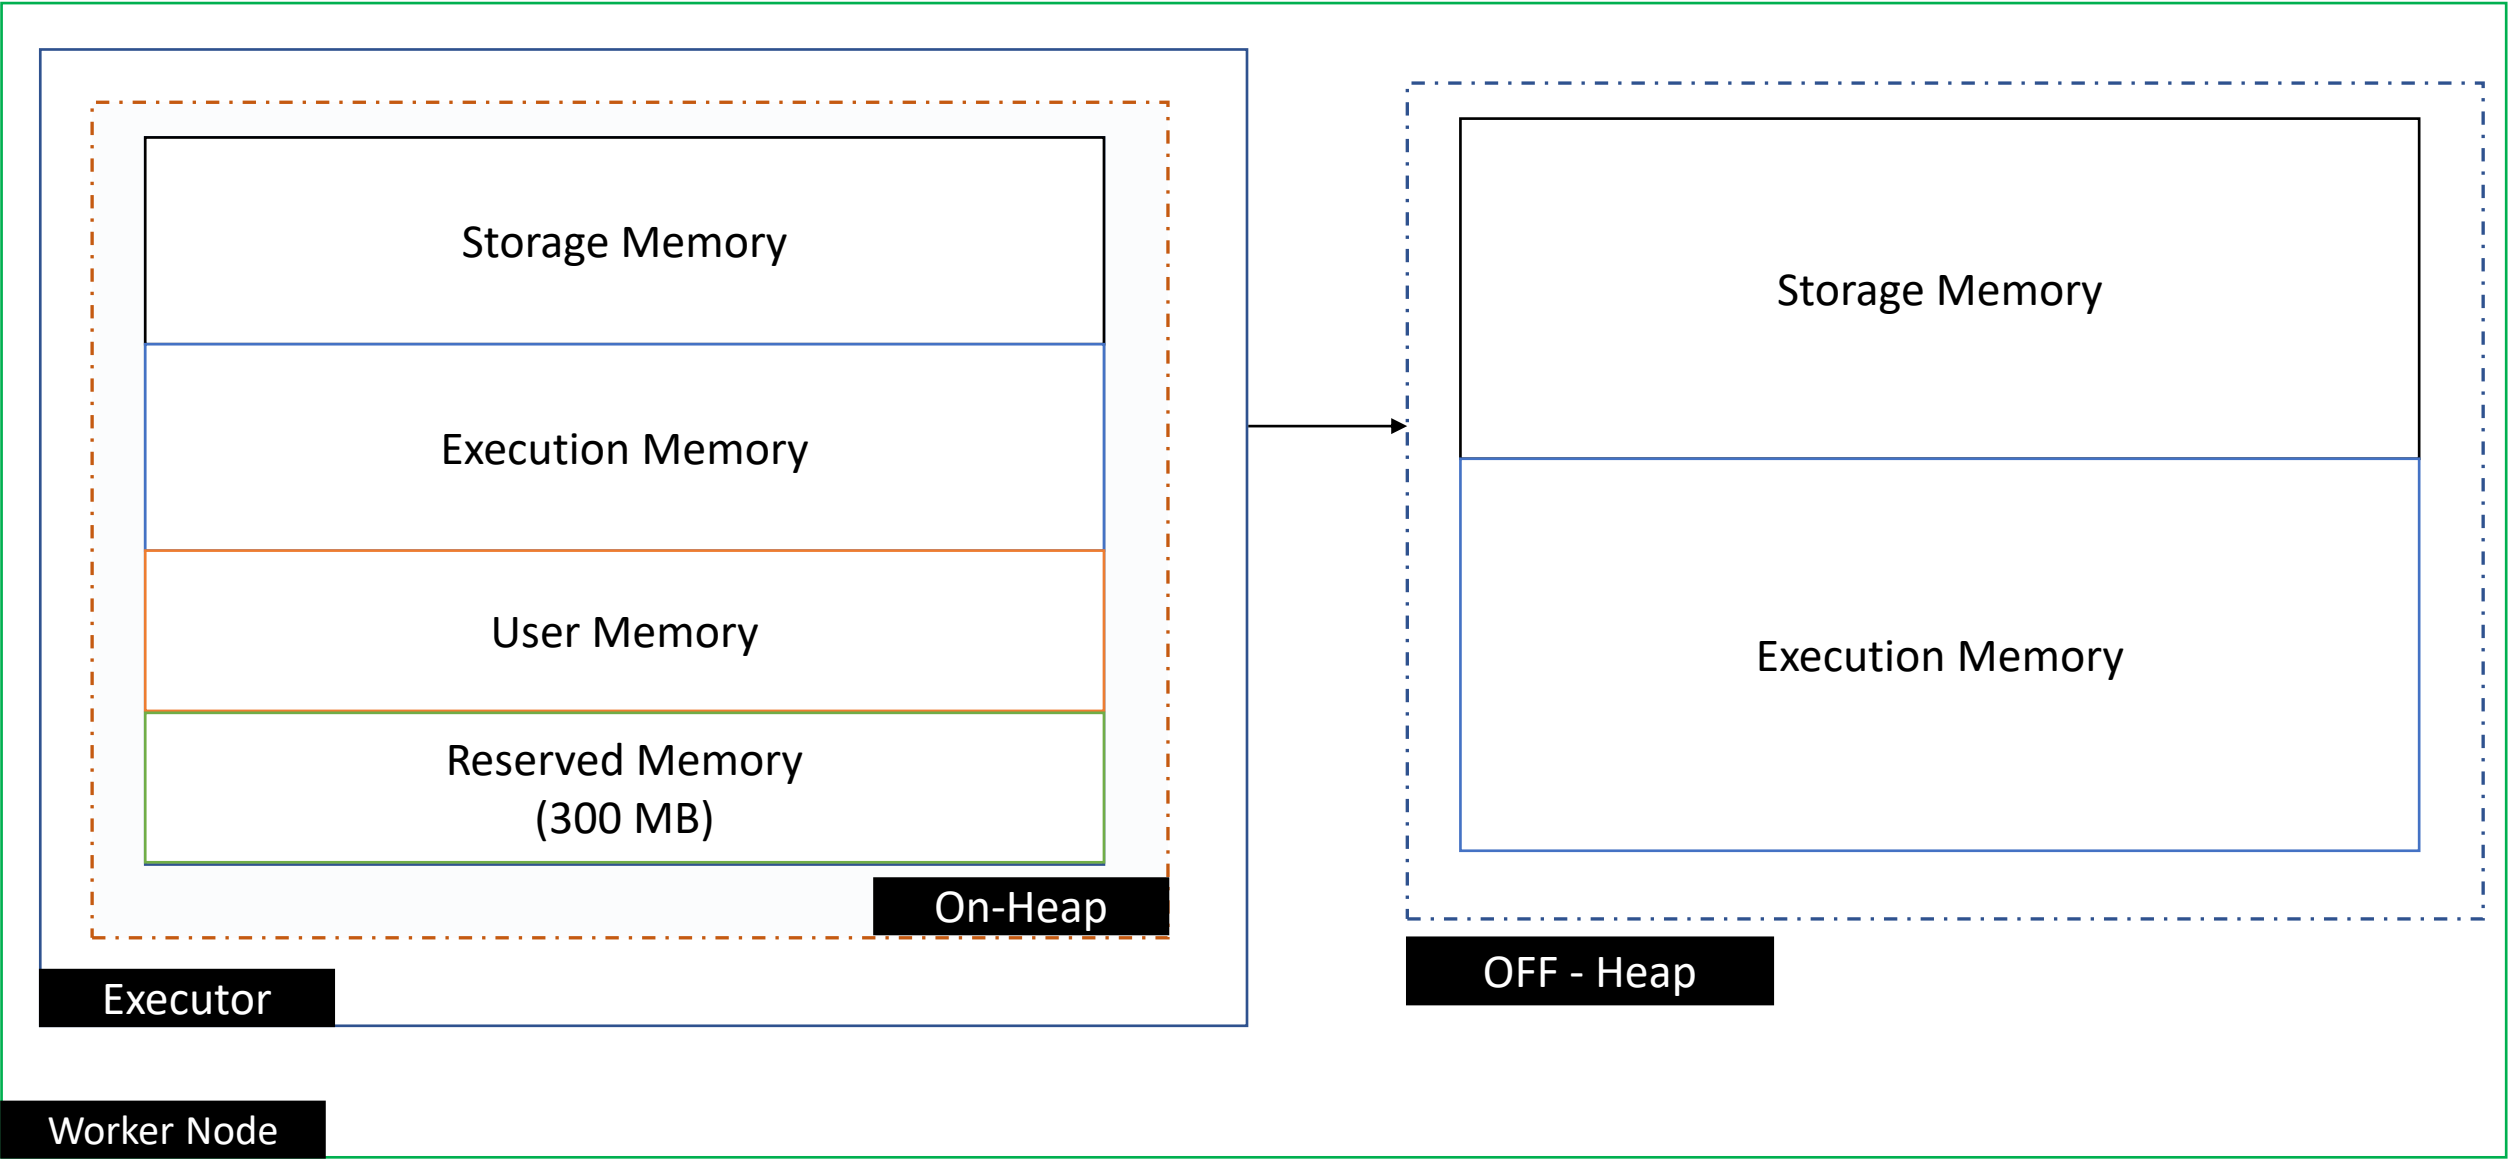 Storage Memory
Execution Memory
User Memory
Reserved Memory
(300 MB)
On-Heap
Executor
Storage Memory
Execution Memory
OFF - Heap
Worker Node